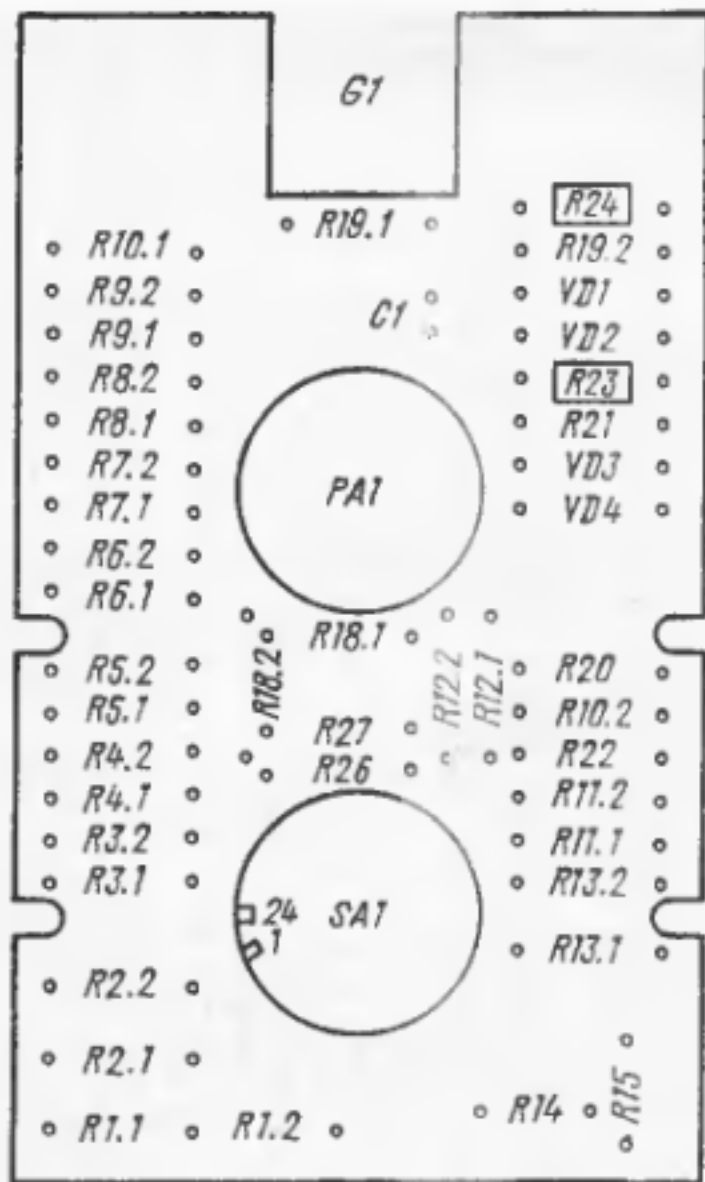 G1
R24
R19.1
R10.1
R19.2
R9.2
VD1
C1
R9.1
VD2
R8.2
R23
R8.1
R21
R7.2
VD3
PA1
R7.1
VD4
R6.2
R6.1
R18.1
R5.2
R18.2
R12.2
R12.1
R20
R5.1
R10.2
R27
R4.2
R22
R26
R4.1
R11.2
R3.2
R11.1
R3.1
R13.2
24
SA1
1
R13.1
R2.2
R2.1
R15
R14
R1.1
R1.2